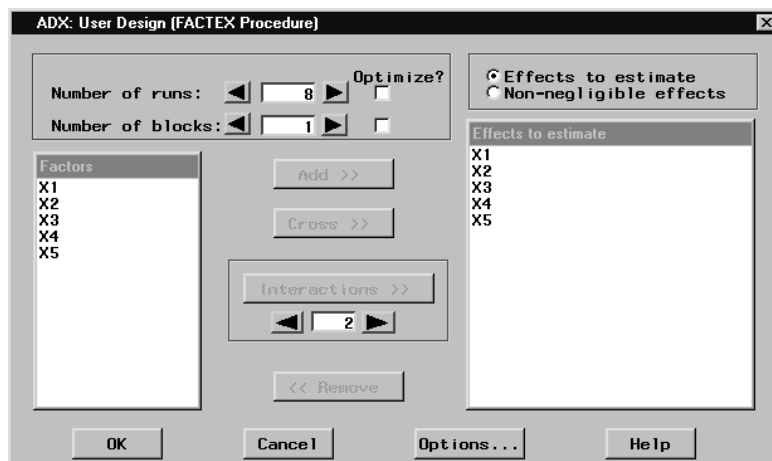 ADX: User Design (FACTEX Procedure)
Optimize?
Number of runs: 8
Number of blocks: 1
Effects to estimate
Non-negligible effects
Factors
X1
X2
X3
X4
X5
Add >>
Cross >>
Interactions >>
2
<< Remove
Effects to estimate
X1
X2
X3
X4
X5
OK
Cancel
Options...
Help